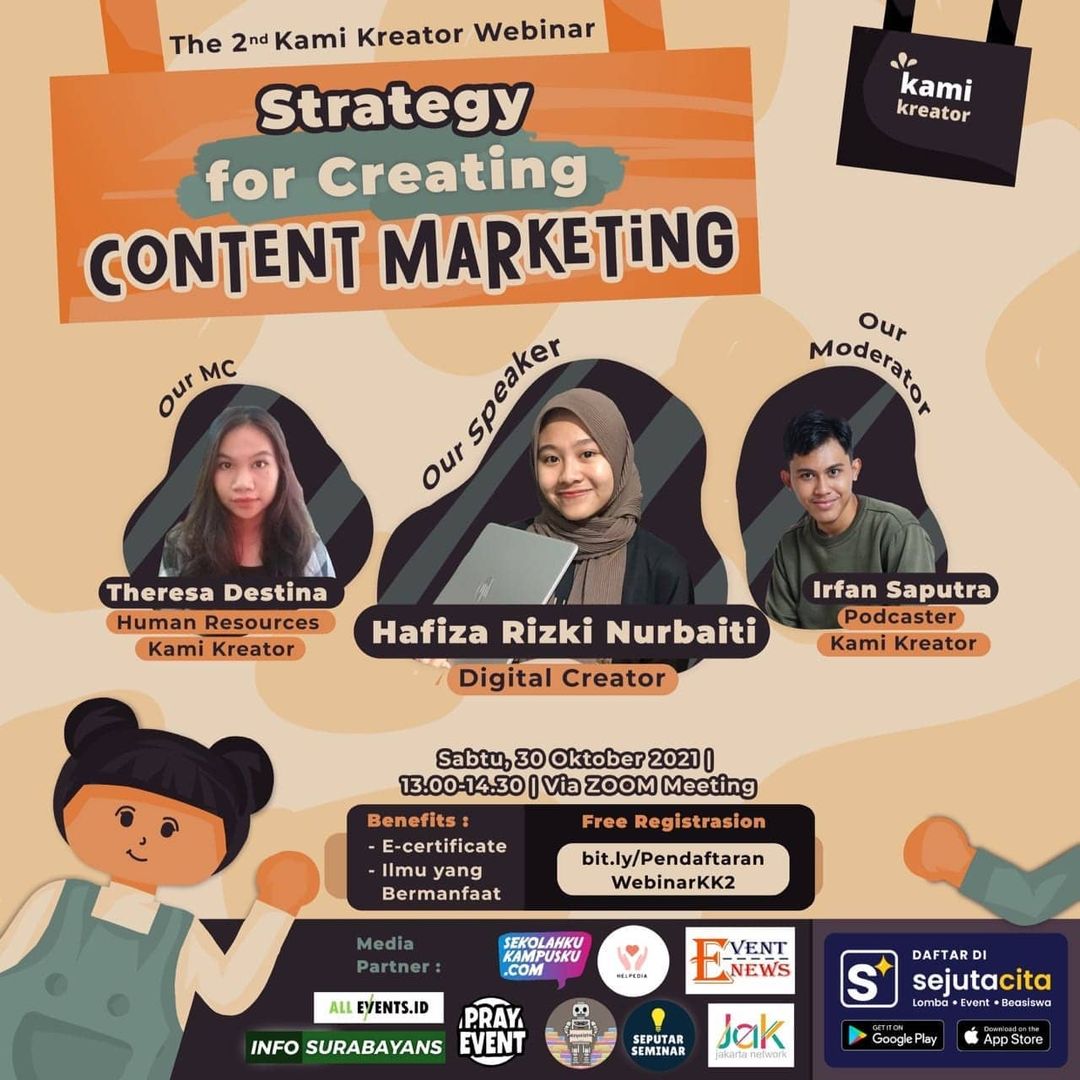 The 2nd Kami Kreator Webinar
Strategy
for Creating
CONTENT MARKETiNG
kami
kreator
Our MC
Theresa Destina
Human Resources
Kami Kreator
Our Speaker
Hafiza Rizki Nurbaiti
Digital Creator
Our
Moderator
Irfan Saputra
Podcaster
Kami Kreator
Sabtu, 30 Oktober 2021 |
13.00-14.30 | Via ZOOM Meeting
Benefits :
- E-certificate
- Ilmu yang
Bermanfaat
Free Registrasion
bit.ly/Pendaftaran
WebinarKK2
Media
Partner :
SEKOLAHKU
KAMPUSKU
.COM
HELPEDIA
EVENT
NEWS
ALL EVENTS.ID
INFO SURABAYANS
PRAY.
EVENT
SEPUTAR
SEMINAR
Jak
jakarta network
S
DAFTAR DI
sejutacita
Lomba • Event • Beasiswa
GET IT ON
Google Play
Download on the
App Store